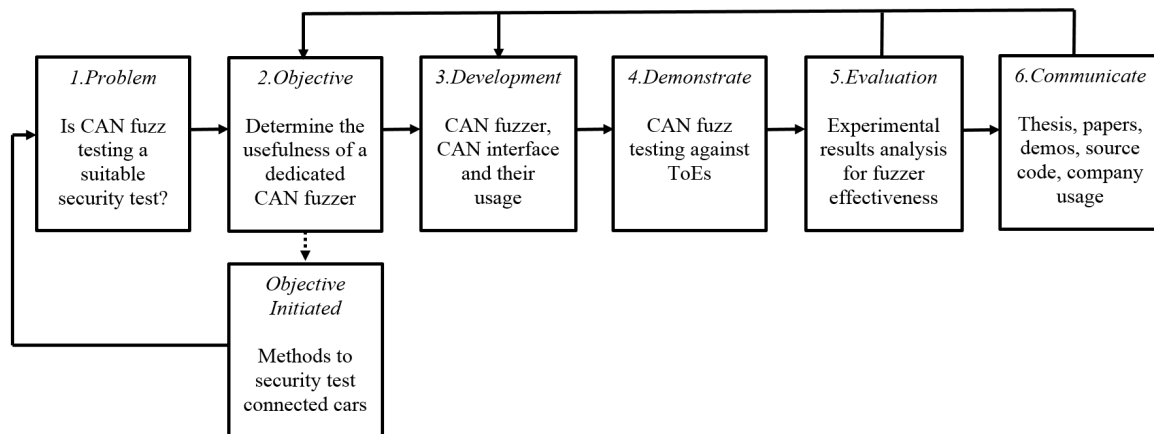 1.Problem
Is CAN fuzz
testing a
suitable
security test?
2.Objective
Determine the
usefulness of a
dedicated
CAN fuzzer
3.Development
CAN fuzzer,
CAN interface
and their
usage
4.Demonstrate
CAN fuzz
testing against
ToEs
5.Evaluation
Experimental
results analysis
for fuzzer
effectiveness
6.Communicate
Thesis, papers,
demos, source
code, company
usage
Objective
Initiated
Methods to
security test
connected cars